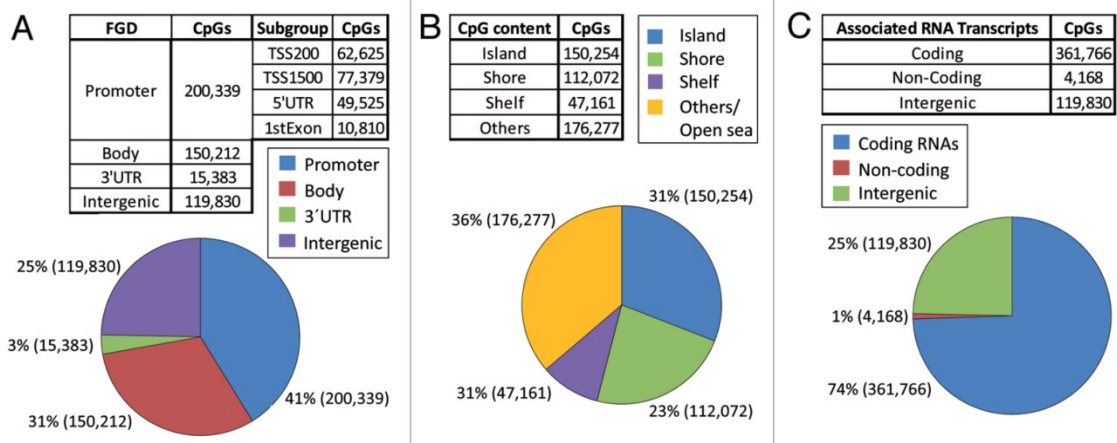 A
FGD CpGs Subgroup CpGs
Promoter 200,339
TSS200 62,625
TSS1500 77,379
5'UTR 49,525
1stExon 10,810
Body 150,212
3'UTR 15,383
Intergenic 119,830
Promoter
Body
3´UTR
Intergenic
25% (119,830)
3% (15,383)
31% (150,212)
41% (200,339)
B
CpG content CpGs
Island 150,254
Shore 112,072
Shelf 47,161
Others 176,277
Island
Shore
Shelf
Others/
Open sea
31% (150,254)
36% (176,277)
31% (47,161)
23% (112,072)
C
Associated RNA Transcripts CpGs
Coding 361,766
Non-Coding 4,168
Intergenic 119,830
Coding RNAs
Non-coding
Intergenic
25% (119,830)
1% (4,168)
74% (361,766)